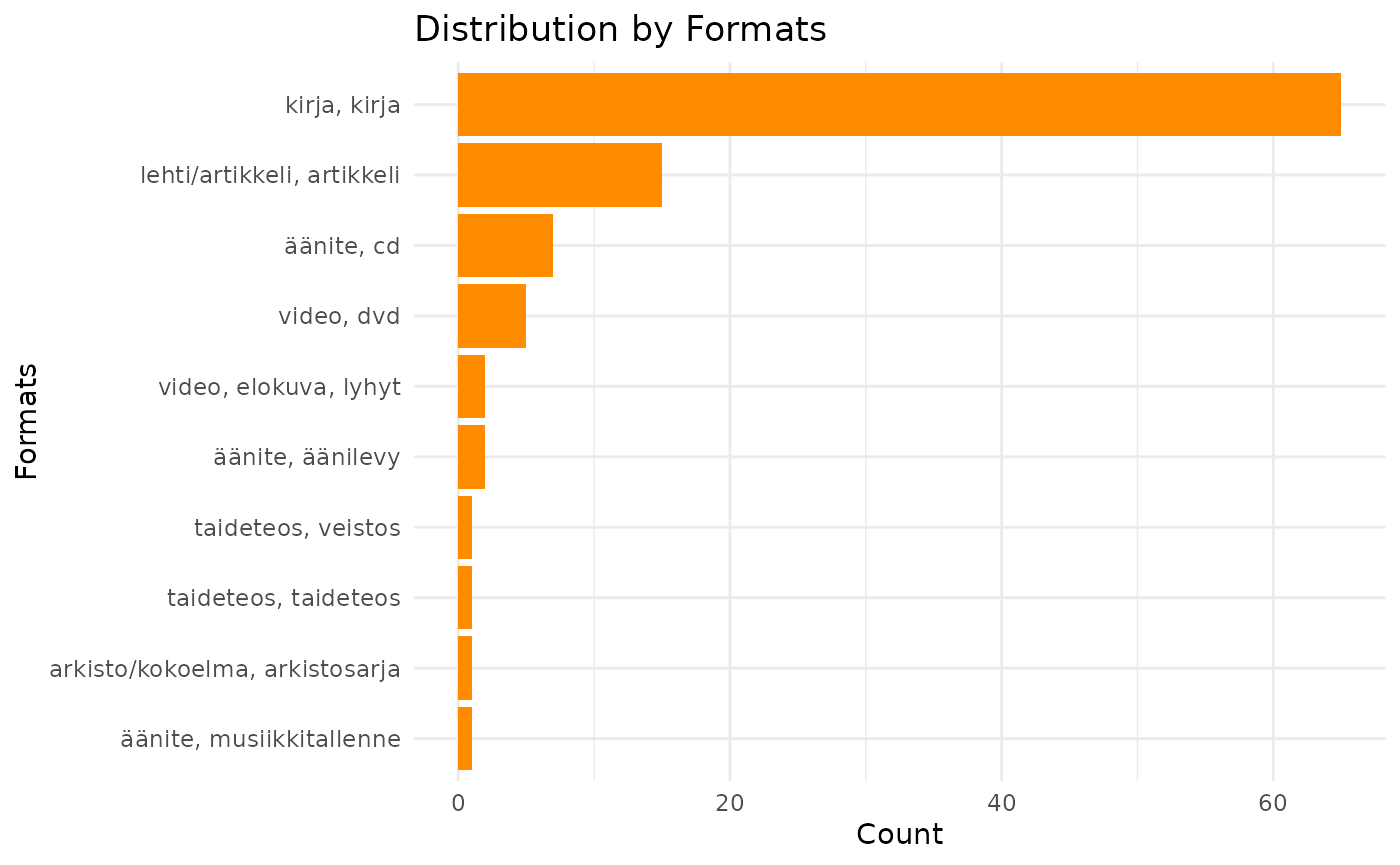 Distribution by Formats
Formats
kirja, kirja
lehti/artikkeli, artikkeli
äänite, cd
video, dvd
video, elokuva, lyhyt
äänite, äänilevy
taideteos, veistos
taideteos, taideteos
arkisto/kokoelma, arkistosarja
äänite, musiikkitallenne
0 20 40 60
Count